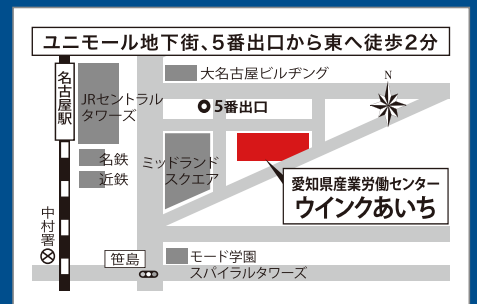 ユニモール地下街、5番出口から東へ徒歩2分
大名古屋ビルヂング
N
名古屋駅
JRセントラル
タワーズ
5番出口
名鉄
近鉄
ミッドランド
スクエア
愛知県産業労働センター
ウインクあいち
中村署
笹島
モード学園
スパイラルタワーズ